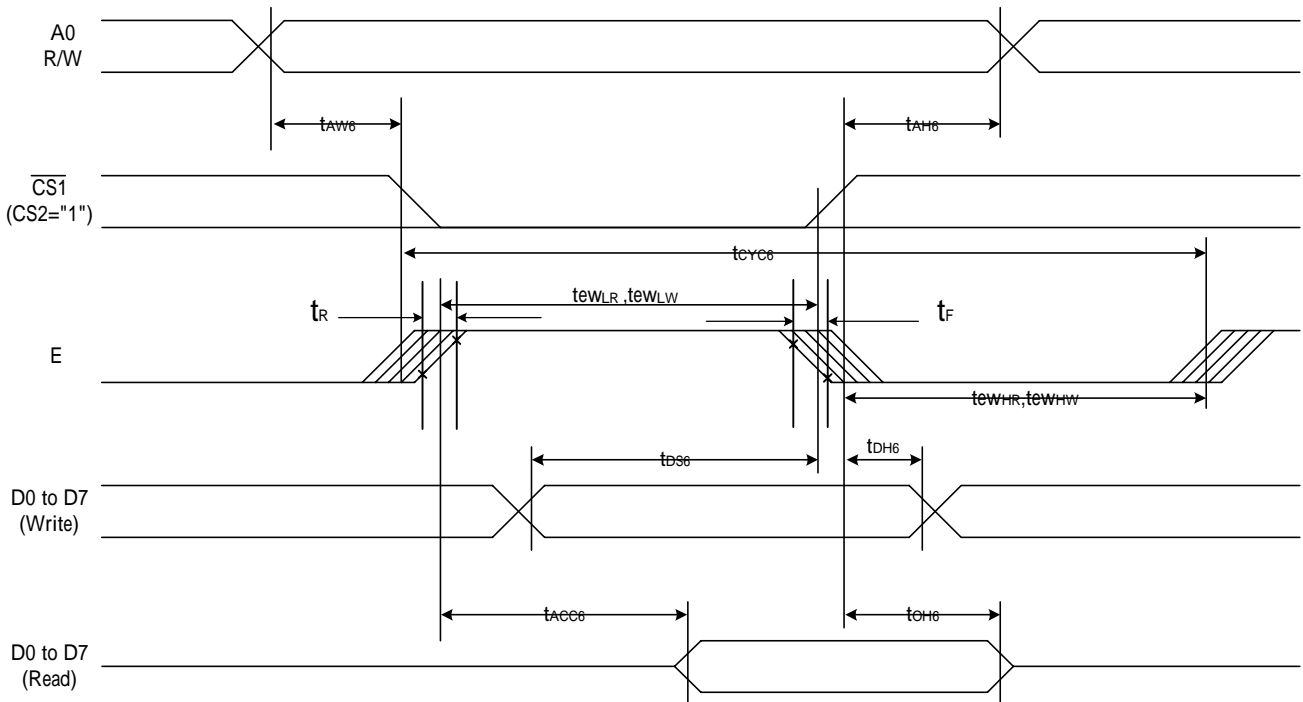 A0
R/W
tAW6
tAH6
CS1
(CS2="1")
tCYC6
tewLR ,tewLW
tR
tF
E
tewHR,tewHW
tDS6
tDH6
D0 to D7
(Write)
tACC6
tOH6
D0 to D7
(Read)